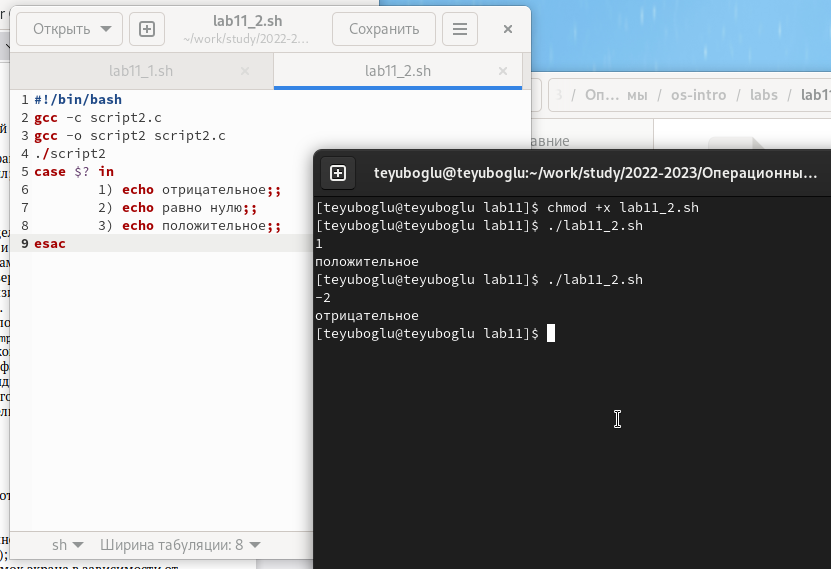 Открыть
lab11_2.sh
~/work/study/2022-2...
Сохранить
lab11_1.sh
lab11_2.sh
1 #!/bin/bash
2 gcc -c script2.c
3 gcc -o script2 script2.c
4 ./script2
5 case $? in
6 1) echo отрицательное;;
7 2) echo равно нулю;;
8 3) echo положительное;;
9 esac
sh
Ширина табуляции: 8
/ Оп... мы / os-intro / labs / lab11
teyuboglu@teyuboglu:~/work/study/2022-2023/Операционны...
[teyuboglu@teyuboglu lab11]$ chmod +x lab11_2.sh
[teyuboglu@teyuboglu lab11]$ ./lab11_2.sh
1
положительное
[teyuboglu@teyuboglu lab11]$ ./lab11_2.sh
-2
отрицательное
[teyuboglu@teyuboglu lab11]$